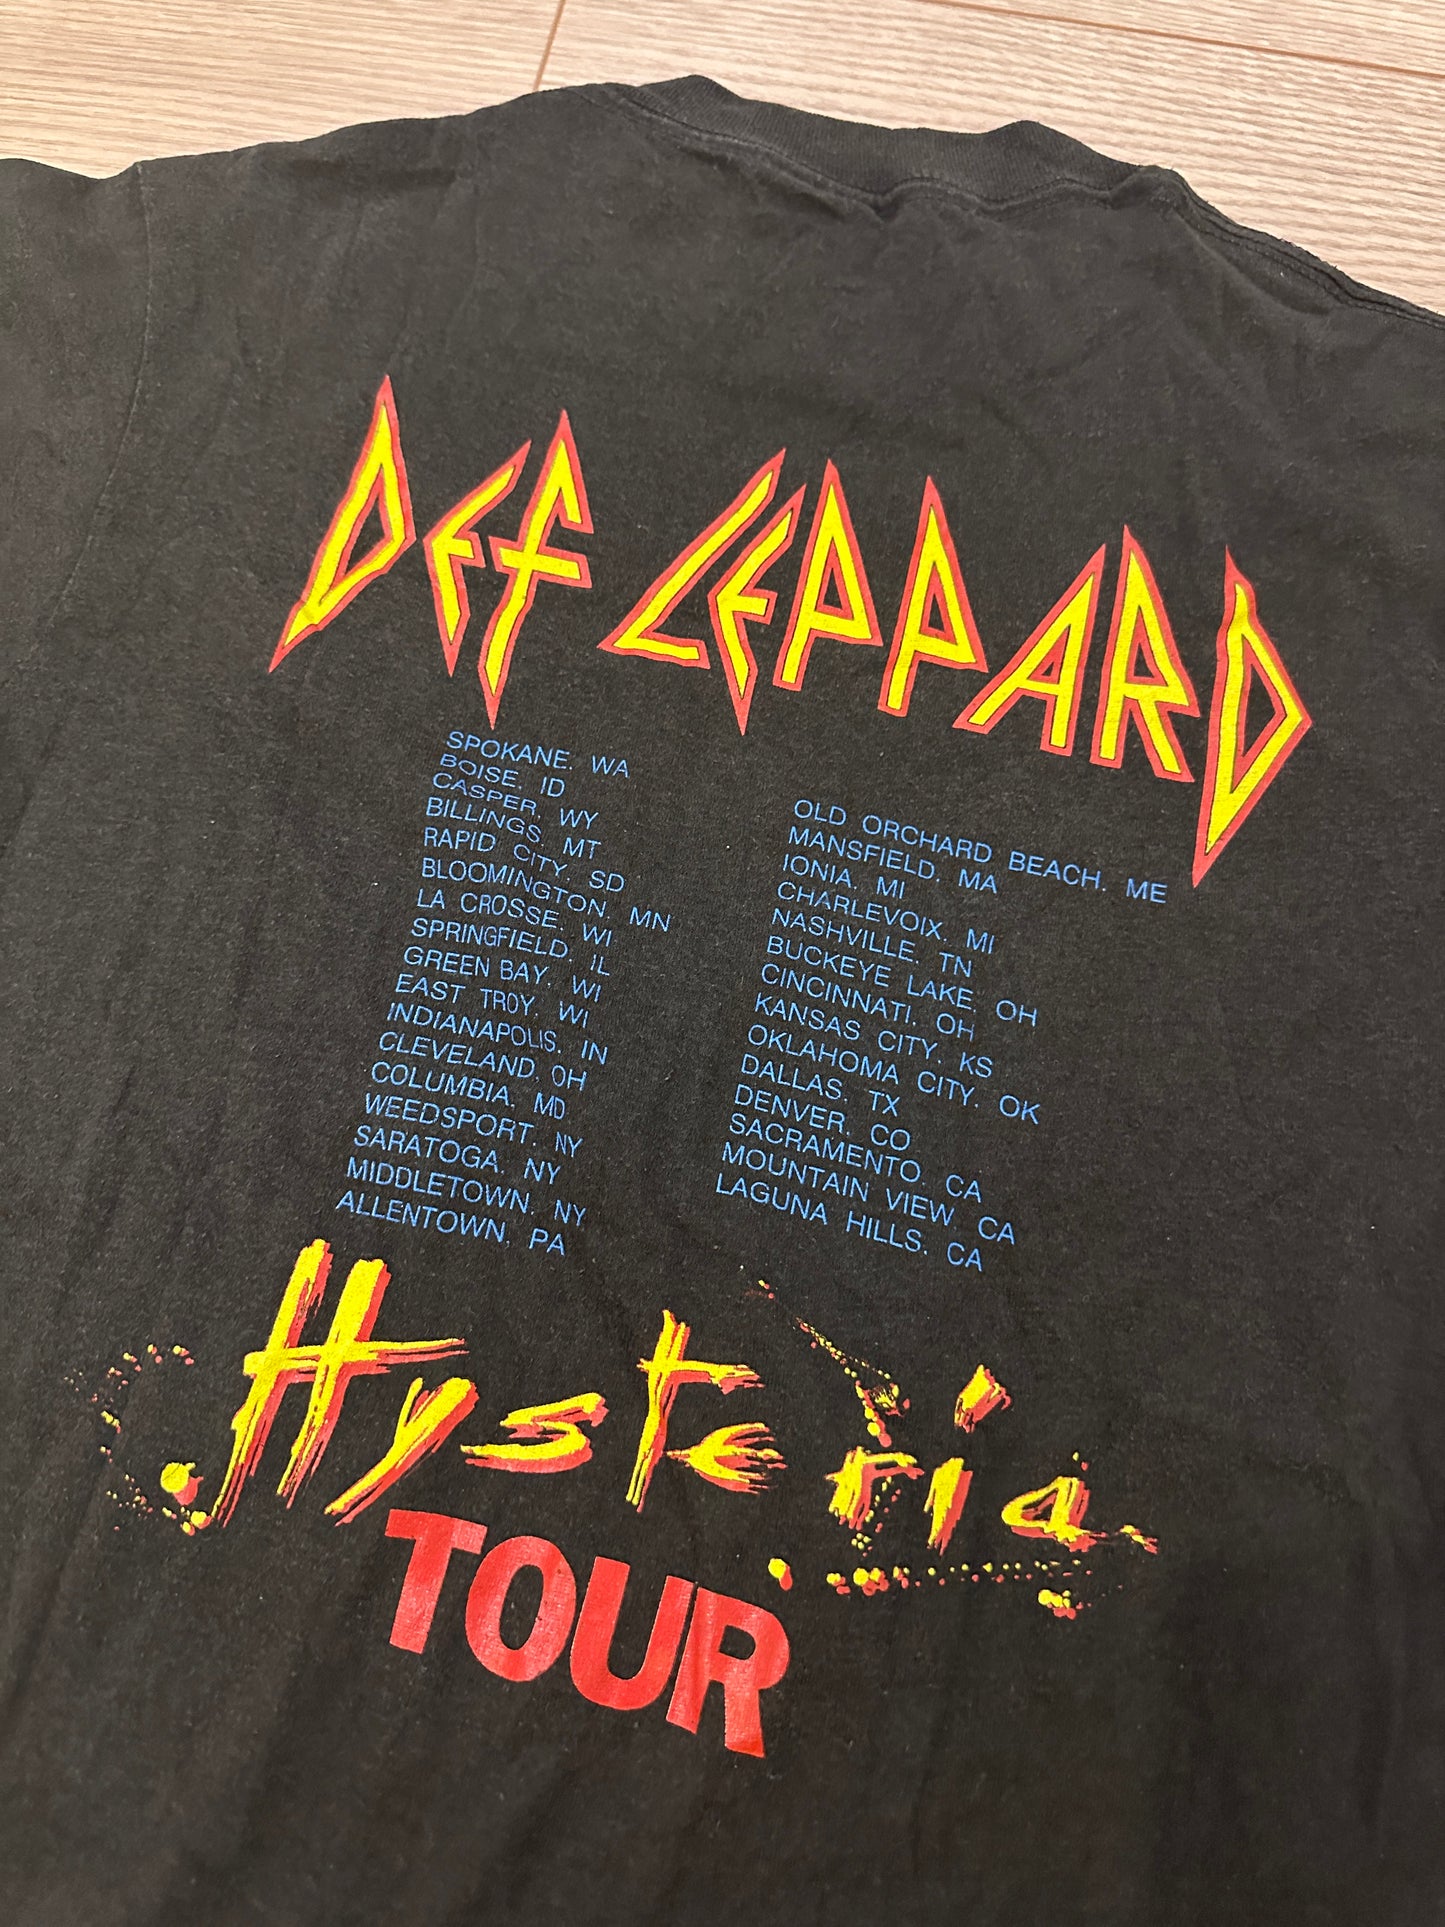 DEF LEPPARD
SPOKANE. WA
BOISE. ID
CASPER. WY
BILLINGS. MT
RAPID CITY. SD
BLOOMINGTON. MN
LA CROSSE. WI
SPRINGFIELD. IL
GREEN BAY. WI
EAST TROY. WI
INDIANAPOLIS. IN
CLEVELAND. OH
COLUMBIA. MD
WEEDSPORT. NY
SARATOGA. NY
MIDDLETOWN. NY
ALLENTOWN. PA
OLD ORCHARD BEACH. ME
MANSFIELD. MA
IONIA. MI
CHARLEVOIX. MI
NASHVILLE. TN
BUCKEYE LAKE. OH
CINCINNATI. OH
KANSAS CITY. KS
OKLAHOMA CITY. OK
DALLAS. TX
DENVER. CO
SACRAMENTO. CA
MOUNTAIN VIEW. CA
LAGUNA HILLS. CA
Hysteria
TOUR